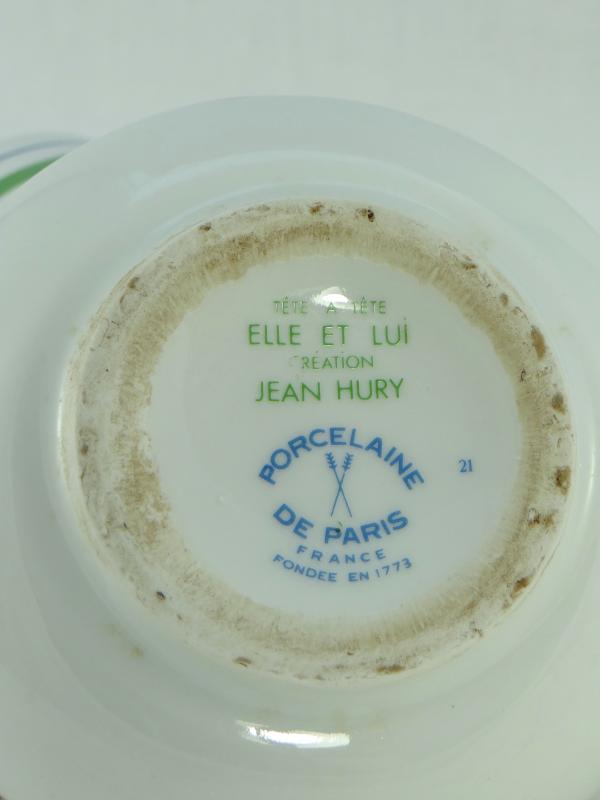 TÊTE A TÊTE
ELLE ET LUI
CRÉATION
JEAN HURY
PORCELAINE
DE PARIS
FRANCE
FONDEE EN 1773
21